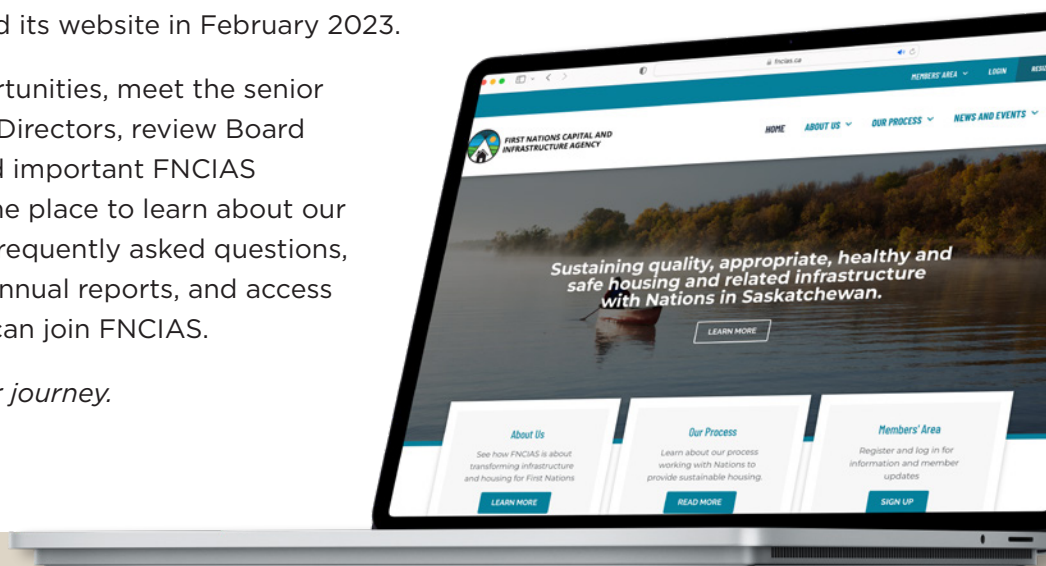 d its website in February 2023.
rtunities, meet the senior
Directors, review Board
d important FNCIAS
ne place to learn about our
requently asked questions,
nnual reports, and access
can join FNCIAS.
r journey.
fncias.ca
MEMBERS' AREA
LOGIN
FIRST NATIONS CAPITAL AND
INFRASTRUCTURE AGENCY
HOME
ABOUT US
OUR PROCESS
NEWS AND EVENTS
Sustaining quality, appropriate, healthy and
safe housing and related infrastructure
with Nations in Saskatchewan.
LEARN MORE
About Us
See how FNCIAS is about
transforming infrastructure
and housing for First Nations
LEARN MORE
Our Process
Learn about our process
working with Nations to
provide sustainable housing.
READ MORE
Members' Area
Register and log in for
information and member
updates
SIGN UP